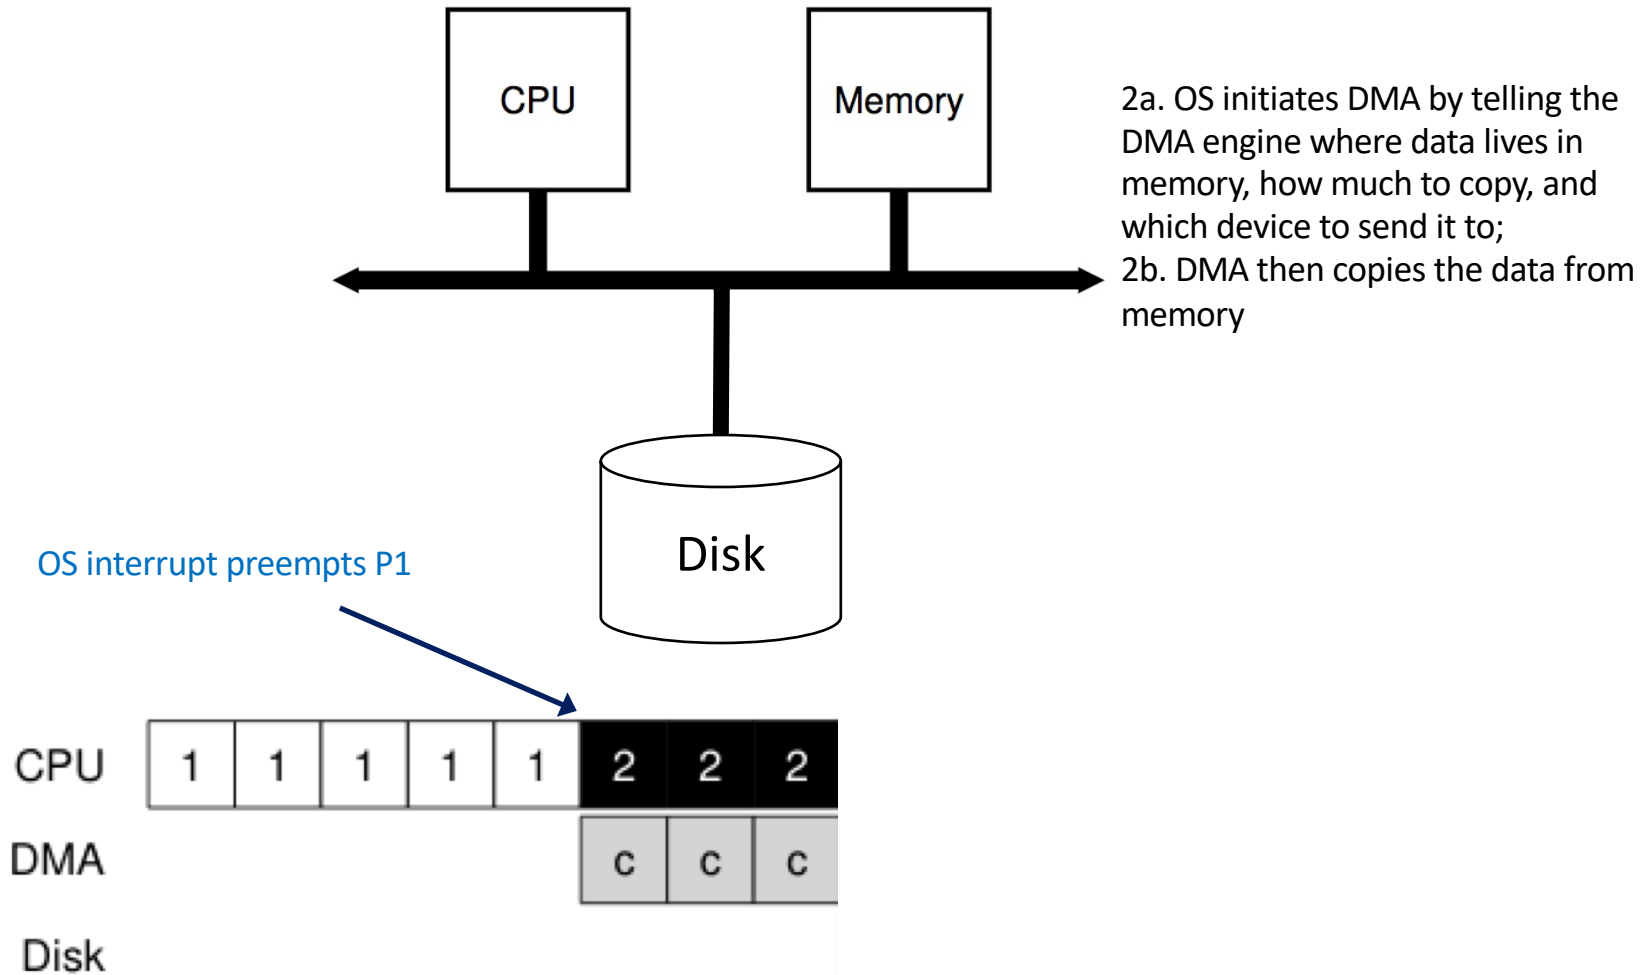 CPU
Memory
2a. OS initiates DMA by telling the
DMA engine where data lives in
memory, how much to copy, and
which device to send it to;
2b. DMA then copies the data from
memory
Disk
OS interrupt preempts P1
CPU 1 1 1 1 1 2 2 2
DMA c c c
Disk